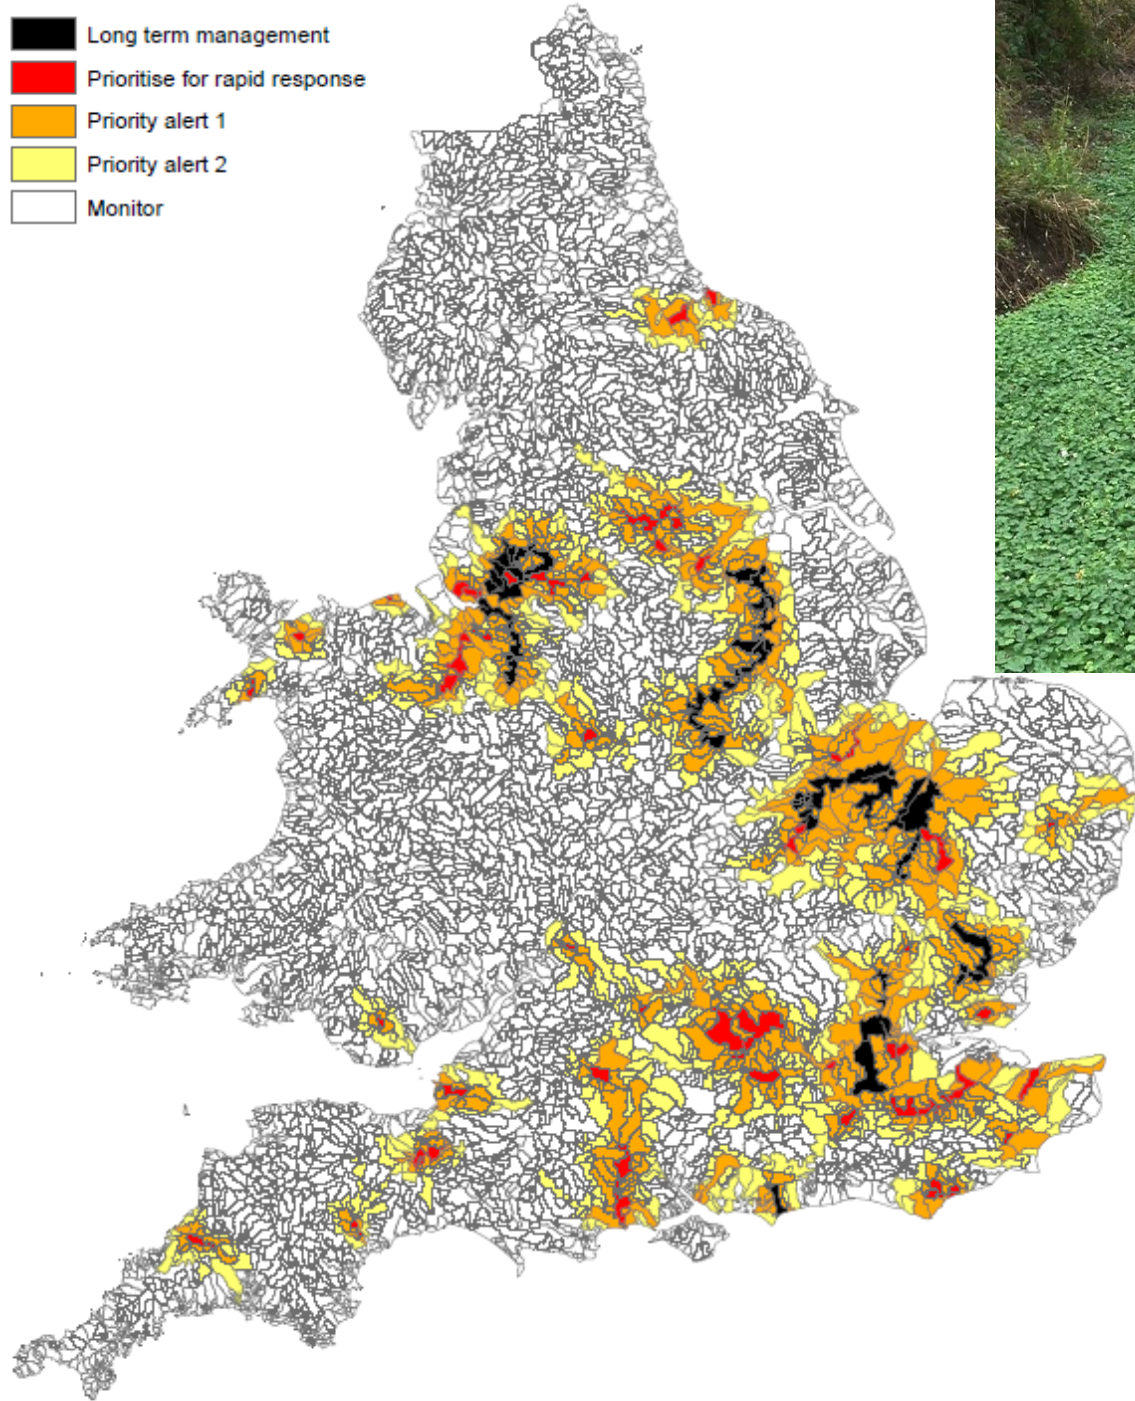 Long term management
Prioritise for rapid response
Priority alert 1
Priority alert 2
Monitor